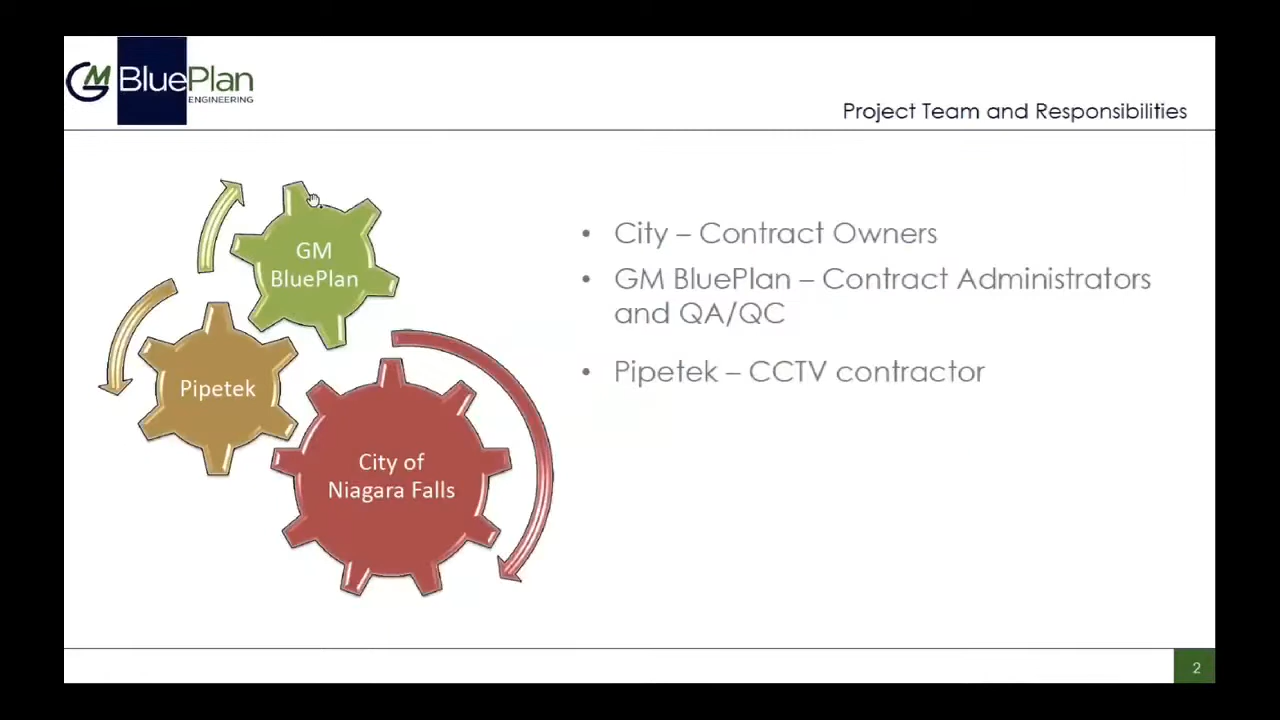 GM BluePlan
ENGINEERING
Project Team and Responsibilities
GM
BluePlan
Pipetek
City of
Niagara Falls
• City – Contract Owners
• GM BluePlan – Contract Administrators
and QA/QC
• Pipetek – CCTV contractor
2